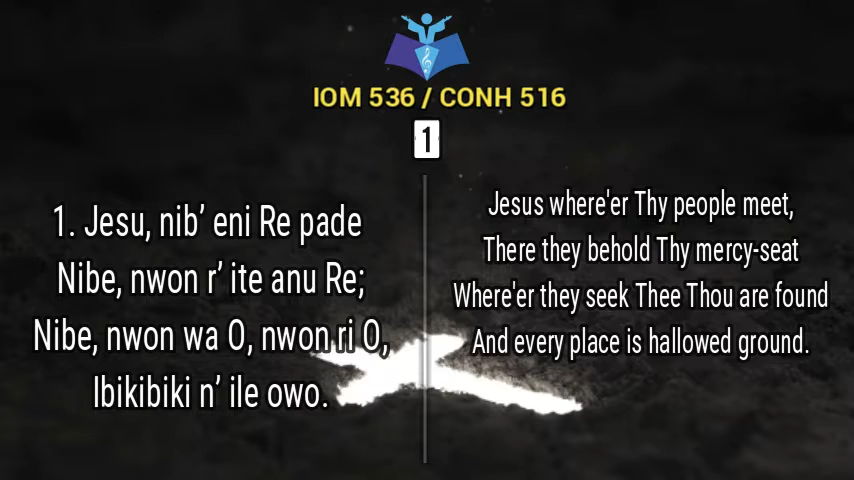 IOM 536 / CONH 516
1
1. Jesu, nib’ eni Re pade
Nibe, nwon r’ ite anu Re;
Nibe, nwon wa O, nwon ri O,
Ibikibiki n’ ile owo.
Jesus where'er Thy people meet,
There they behold Thy mercy-seat
Where'er they seek Thee Thou are found
And every place is hallowed ground.